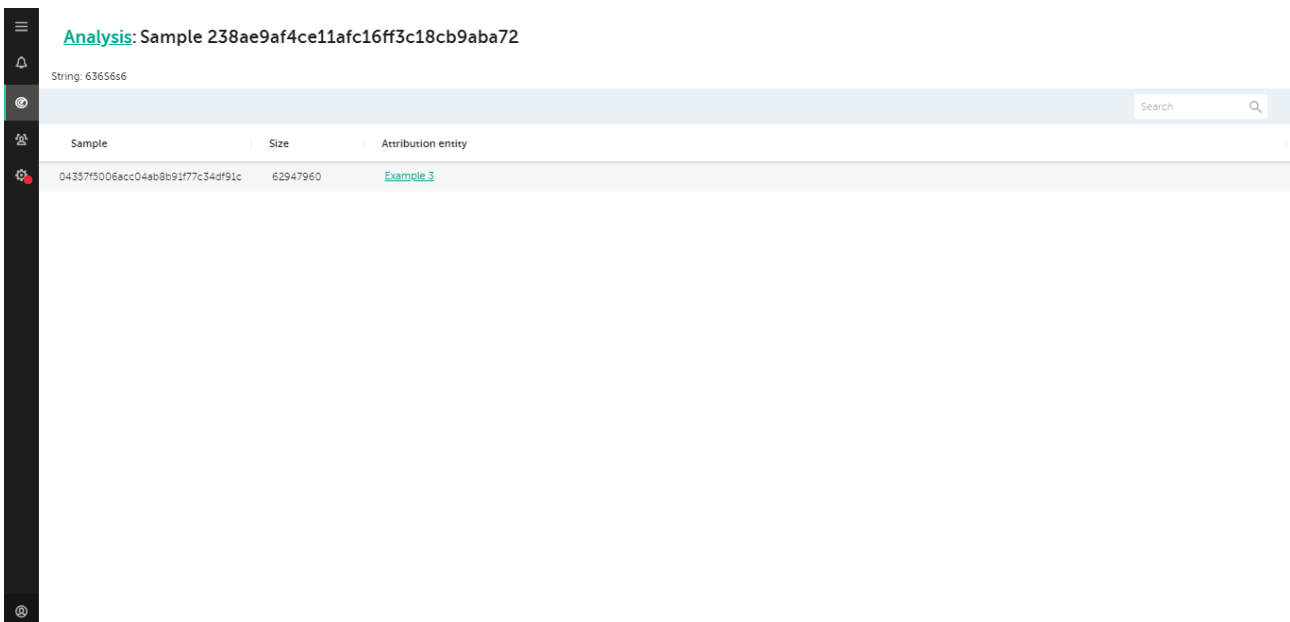 Analysis: Sample 238ae9af4ce11afc16ff3c18cb9aba72
String: 636S6s6
Search
Sample Size Attribution entity
04357f5006acc04ab8b91f77c34df91c 62947960 Example 3